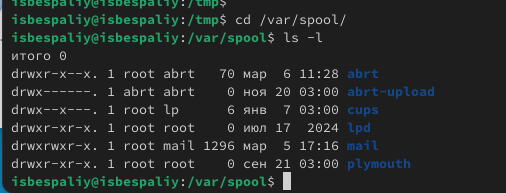 isbespaliy@isbespaliy:/tmp$
isbespaliy@isbespaliy:/tmp$ cd /var/spool/
isbespaliy@isbespaliy:/var/spool$ ls -l
итого 0
drwxr-x--x. 1 root abrt   70 мар  6 11:28 abrt
drwx------. 1 abrt abrt    0 ноя 20 03:00 abrt-upload
drwx--x---. 1 root lp      6 янв  7 03:00 cups
drwxr-xr-x. 1 root root    0 июл 17  2024 lpd
drwxrwxr-x. 1 root mail 1296 мар  5 17:16 mail
drwxr-xr-x. 1 root root    0 сен 21 03:00 plymouth
isbespaliy@isbespaliy:/var/spool$